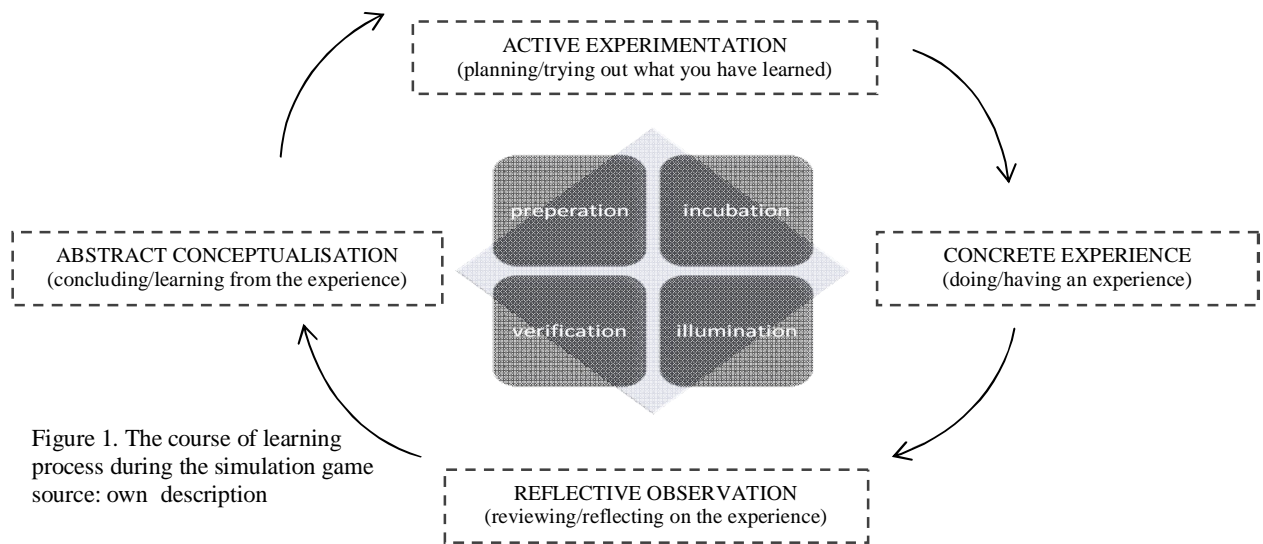 ACTIVE EXPERIMENTATION
(planning/trying out what you have learned)
preperation
incubation
ABSTRACT CONCEPTUALISATION
(concluding/learning from the experience)
CONCRETE EXPERIENCE
(doing/having an experience)
verification
illumination
Figure 1. The course of learning
process during the simulation game
source: own description
REFLECTIVE OBSERVATION
(reviewing/reflecting on the experience)